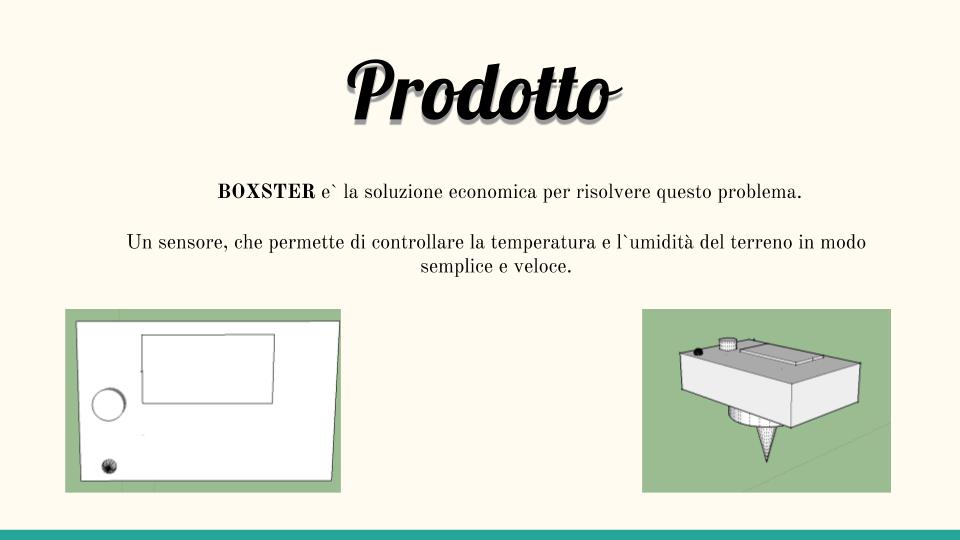 Prodotto
BOXSTER e` la soluzione economica per risolvere questo problema.
Un sensore, che permette di controllare la temperatura e l`umidità del terreno in modo
semplice e veloce.